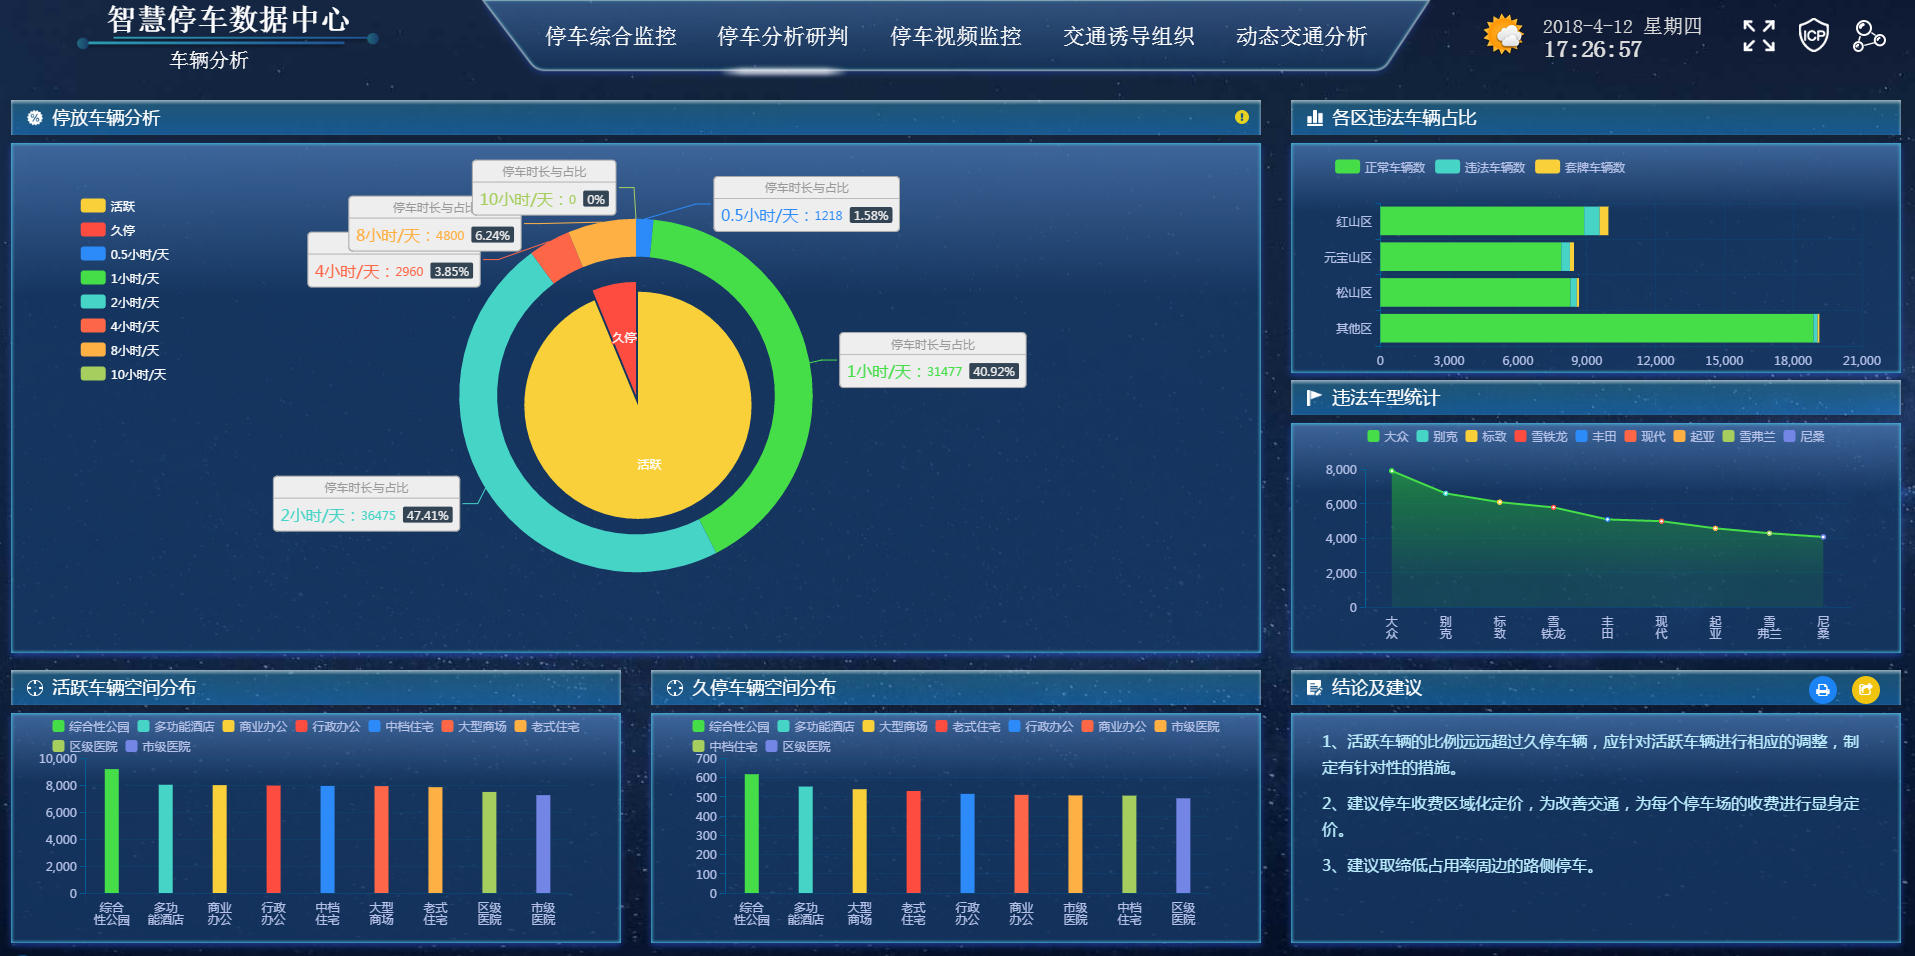 智慧停车数据中心
车辆分析
停车综合监控
停车分析研判
停车视频监控
交通诱导组织
动态交通分析
2018-4-12 星期四
17:26:57
ICP
停放车辆分析
活跃
久停
0.5小时/天
1小时/天
2小时/天
4小时/天
8小时/天
10小时/天
停车时长与占比
10小时/天：0 0%
停车时长与占比
8小时/天：4800 6.24%
4小时/天：2960 3.85%
停车时长与占比
0.5小时/天：1218 1.58%
停车时长与占比
1小时/天：31477 40.92%
停车时长与占比
2小时/天：36475 47.41%
久停
活跃
各区违法车辆占比
正常车辆数 违法车辆数 套牌车辆数
红山区
元宝山区
松山区
其他区
0 3,000 6,000 9,000 12,000 15,000 18,000 21,000
违法车型统计
大众 别克 标致 雪铁龙 丰田 现代 起亚 雪弗兰 尼桑
8,000
6,000
4,000
2,000
0
大众 别克 标致 雪铁龙 丰田 现代 起亚 雪弗兰 尼桑
活跃车辆空间分布
综合性公园 多功能酒店 商业办公 行政办公 中档住宅 大型商场 老式住宅
区级医院 市级医院
10,000
8,000
6,000
4,000
2,000
0
综合性公园 多功能酒店 商业办公 行政办公 中档住宅 大型商场 老式住宅 区级医院 市级医院
久停车辆空间分布
综合性公园 多功能酒店 大型商场 老式住宅 行政办公 商业办公 市级医院
中档住宅 区级医院
700
600
500
400
300
200
100
0
综合性公园 多功能酒店 大型商场 老式住宅 行政办公 商业办公 市级医院 中档住宅 区级医院
结论及建议
1、活跃车辆的比例远远超过久停车辆，应针对活跃车辆进行相应的调整，制
定有针对性的措施。
2、建议停车收费区域化定价，为改善交通，为每个停车场的收费进行显身定
价。
3、建议取缔低占用率周边的路侧停车。